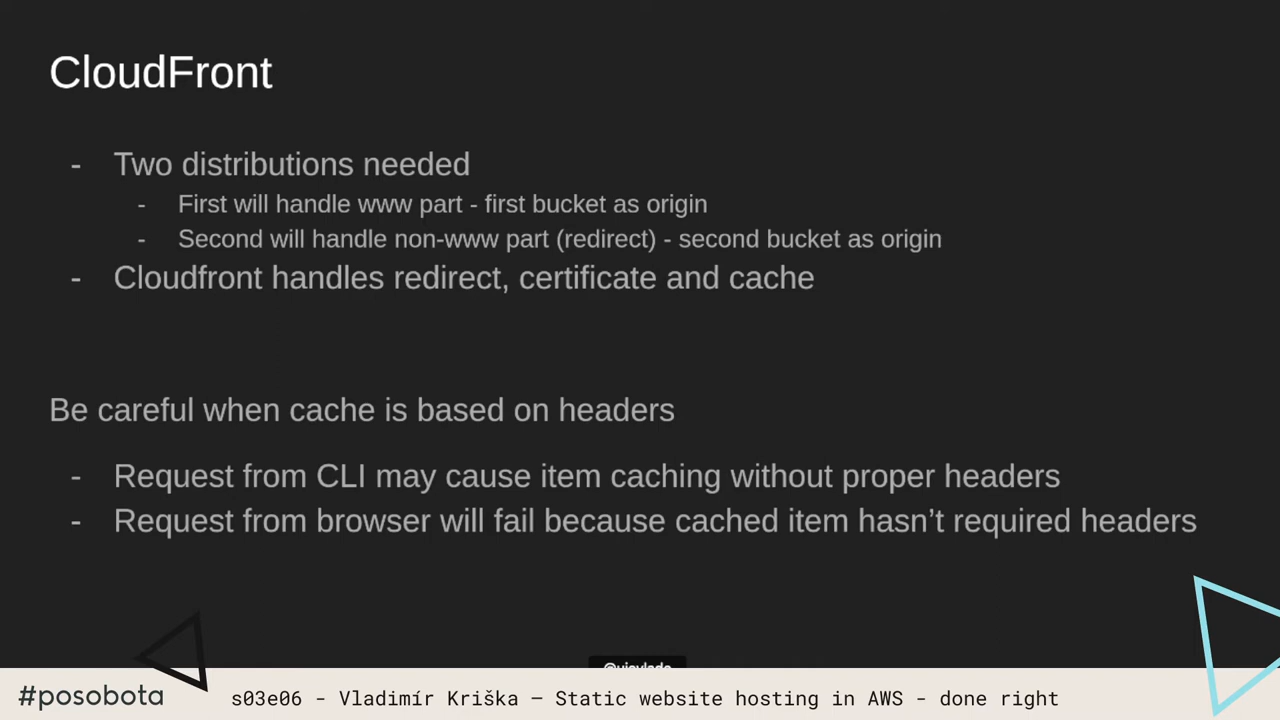 CloudFront
- Two distributions needed
- First will handle www part - first bucket as origin
- Second will handle non-www part (redirect) - second bucket as origin
- Cloudfront handles redirect, certificate and cache
Be careful when cache is based on headers
- Request from CLI may cause item caching without proper headers
- Request from browser will fail because cached item hasn’t required headers
#posobota
s03e06 - Vladimír Kriška — Static website hosting in AWS - done right